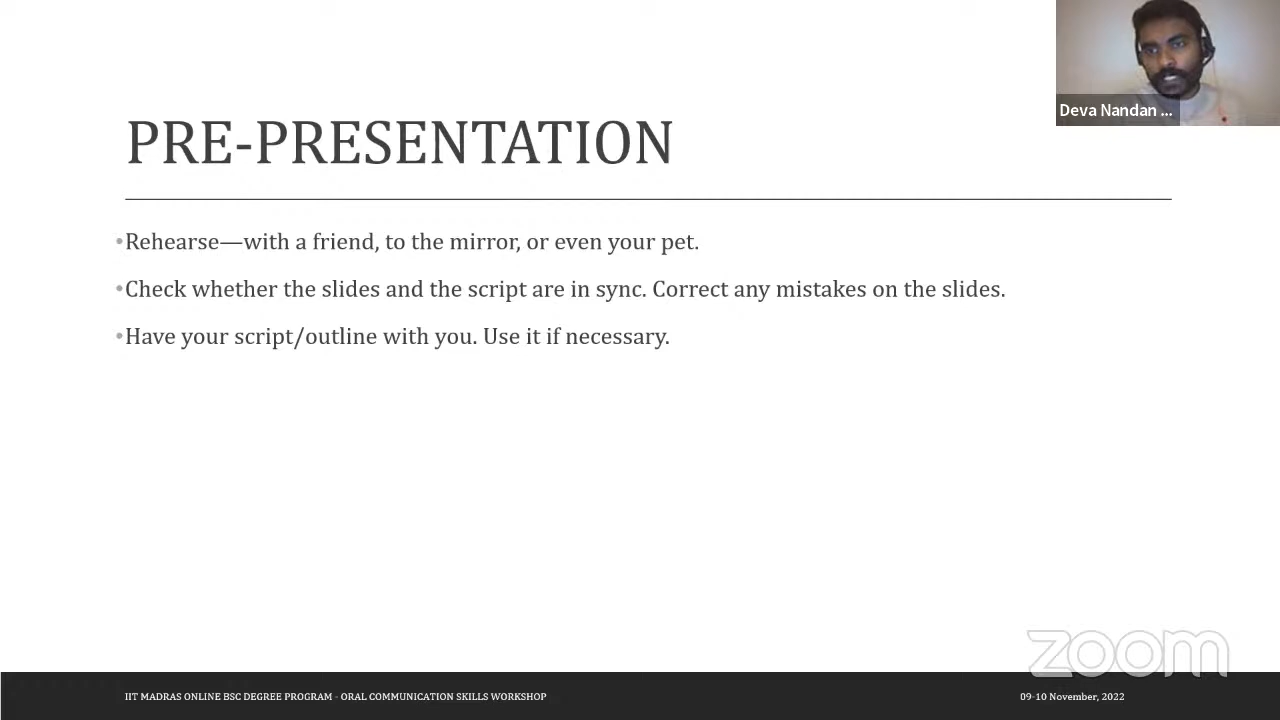 Deva Nandan ...
PRE-PRESENTATION
•Rehearse—with a friend, to the mirror, or even your pet.
•Check whether the slides and the script are in sync. Correct any mistakes on the slides.
•Have your script/outline with you. Use it if necessary.
zoom
IIT MADRAS ONLINE BSC DEGREE PROGRAM - ORAL COMMUNICATION SKILLS WORKSHOP
09-10 November, 2022